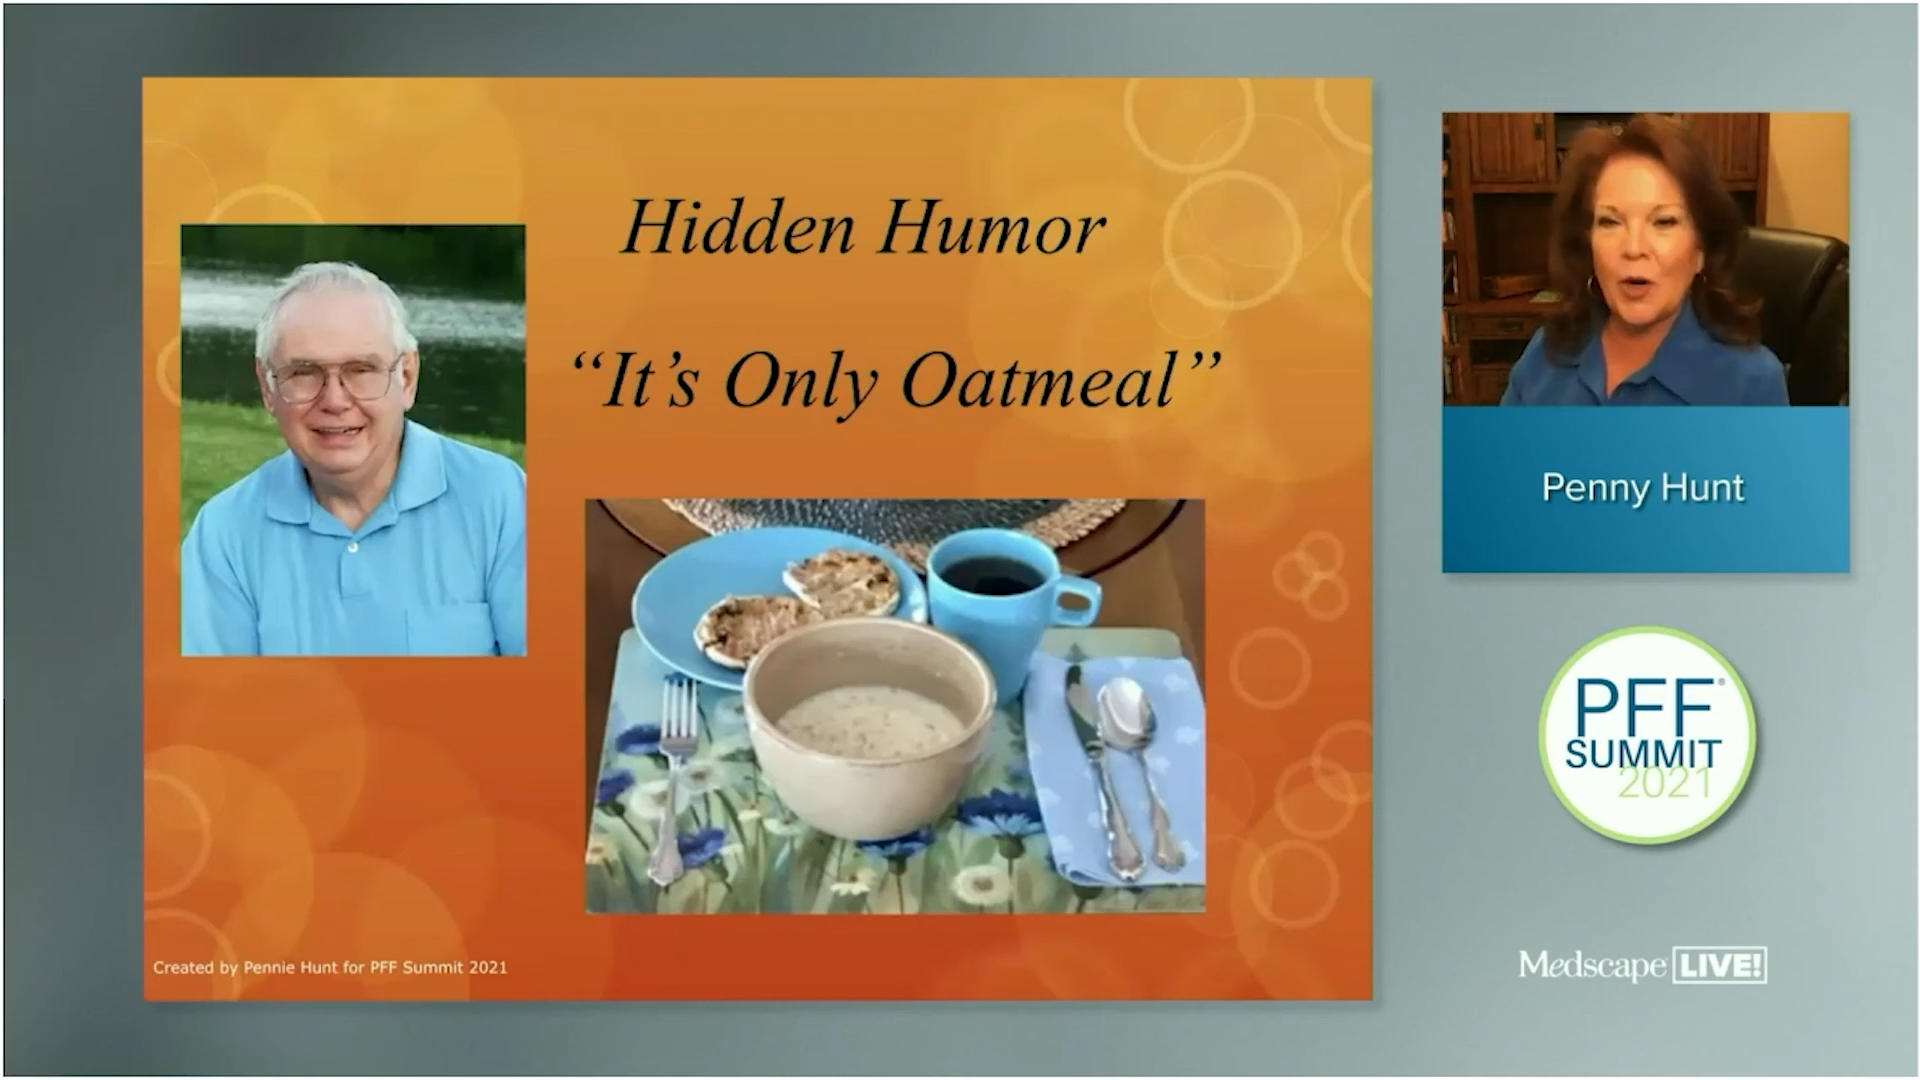 Hidden Humor
“It’s Only Oatmeal”
Created by Pennie Hunt for PFF Summit 2021
Penny Hunt
PFF®
SUMMIT
2021
Medscape LIVE!